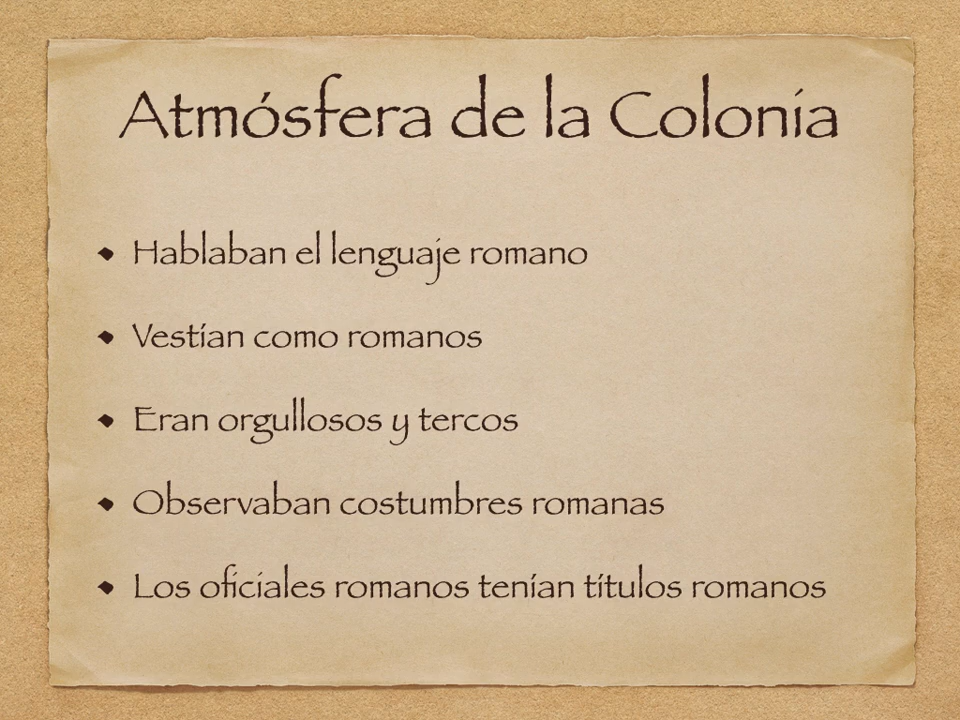 Atmósfera de la Colonia
Hablaban el lenguaje romano
Vestían como romanos
Eran orgullosos y tercos
Observaban costumbres romanas
Los oficiales romanos tenían títulos romanos